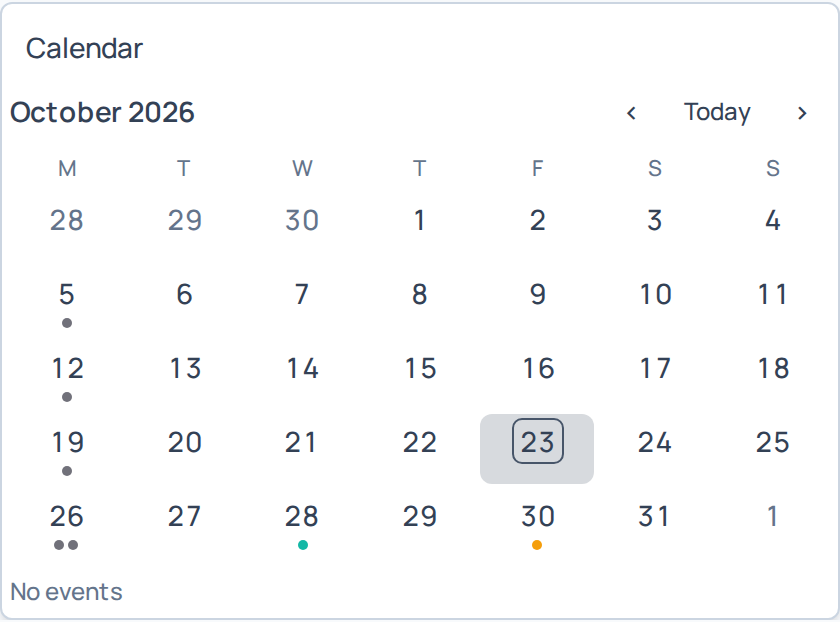 Calendar
October 2026 Today
M T W T F S S
28 29 30 1 2 3 4
5 6 7 8 9 10 11
12 13 14 15 16 17 18
19 20 21 22 23 24 25
26 27 28 29 30 31 1
No events